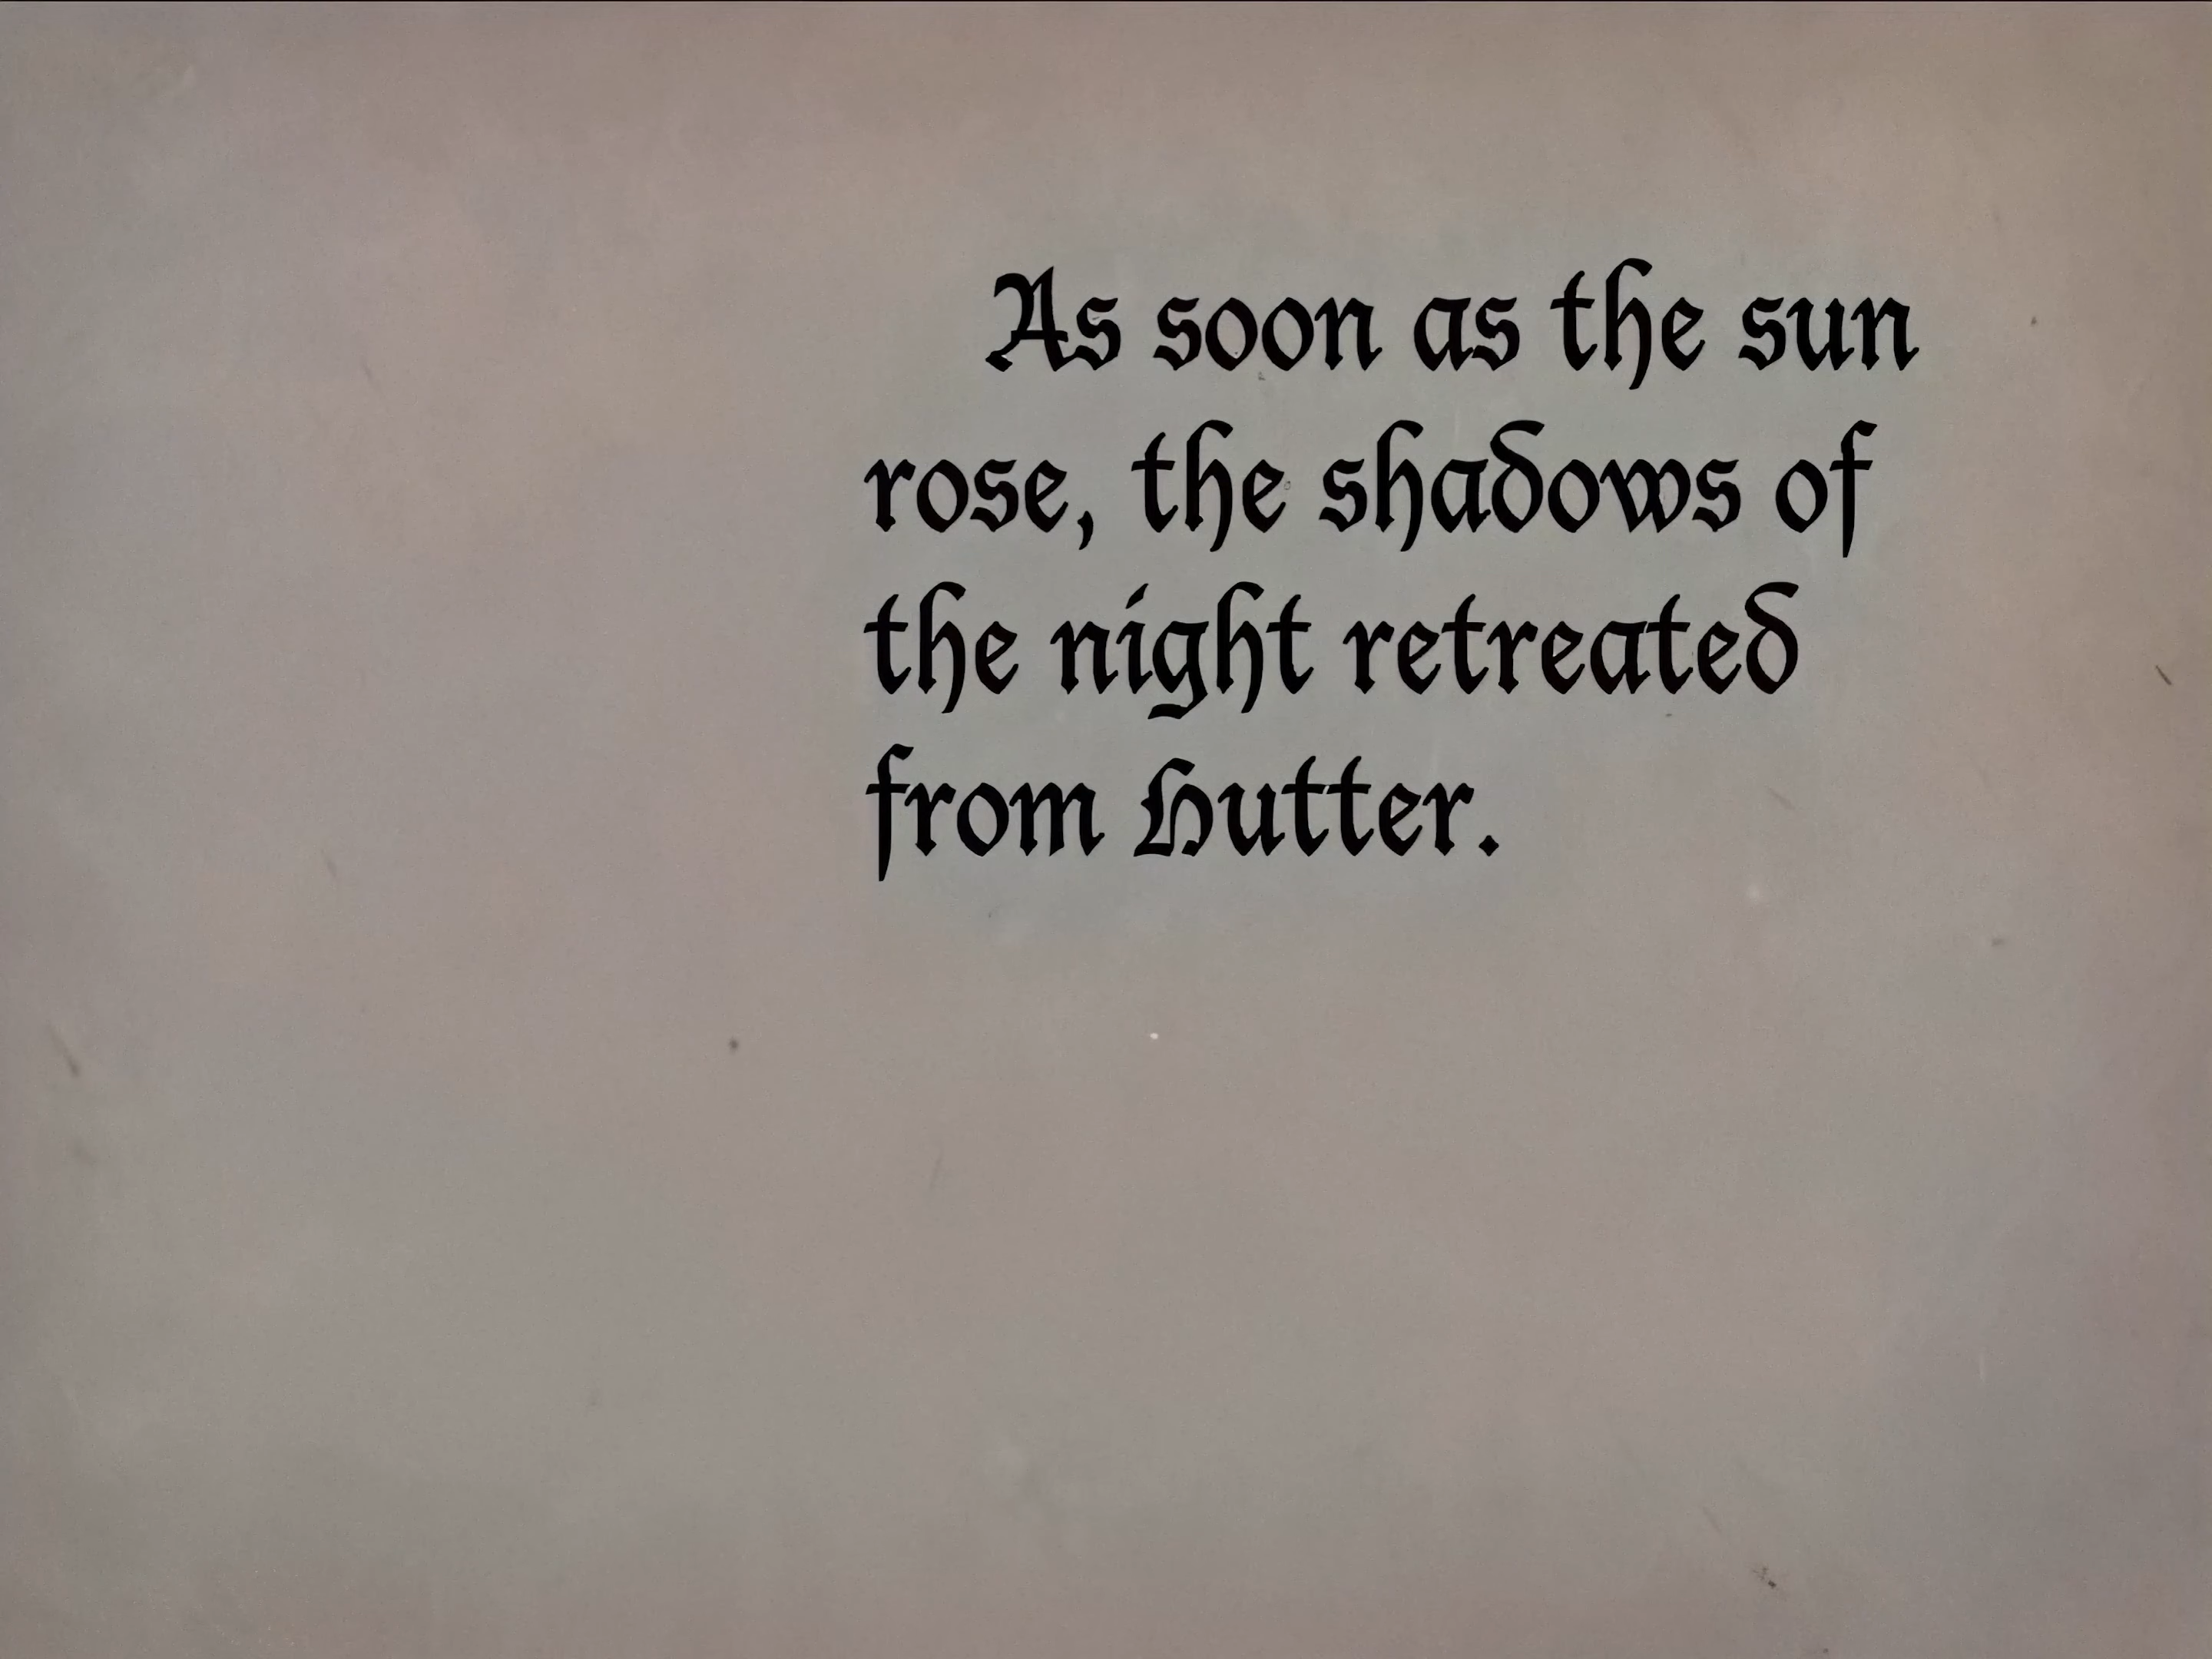 As soon as the sun
rose, the shadows of
the night retreated
from Hutter.